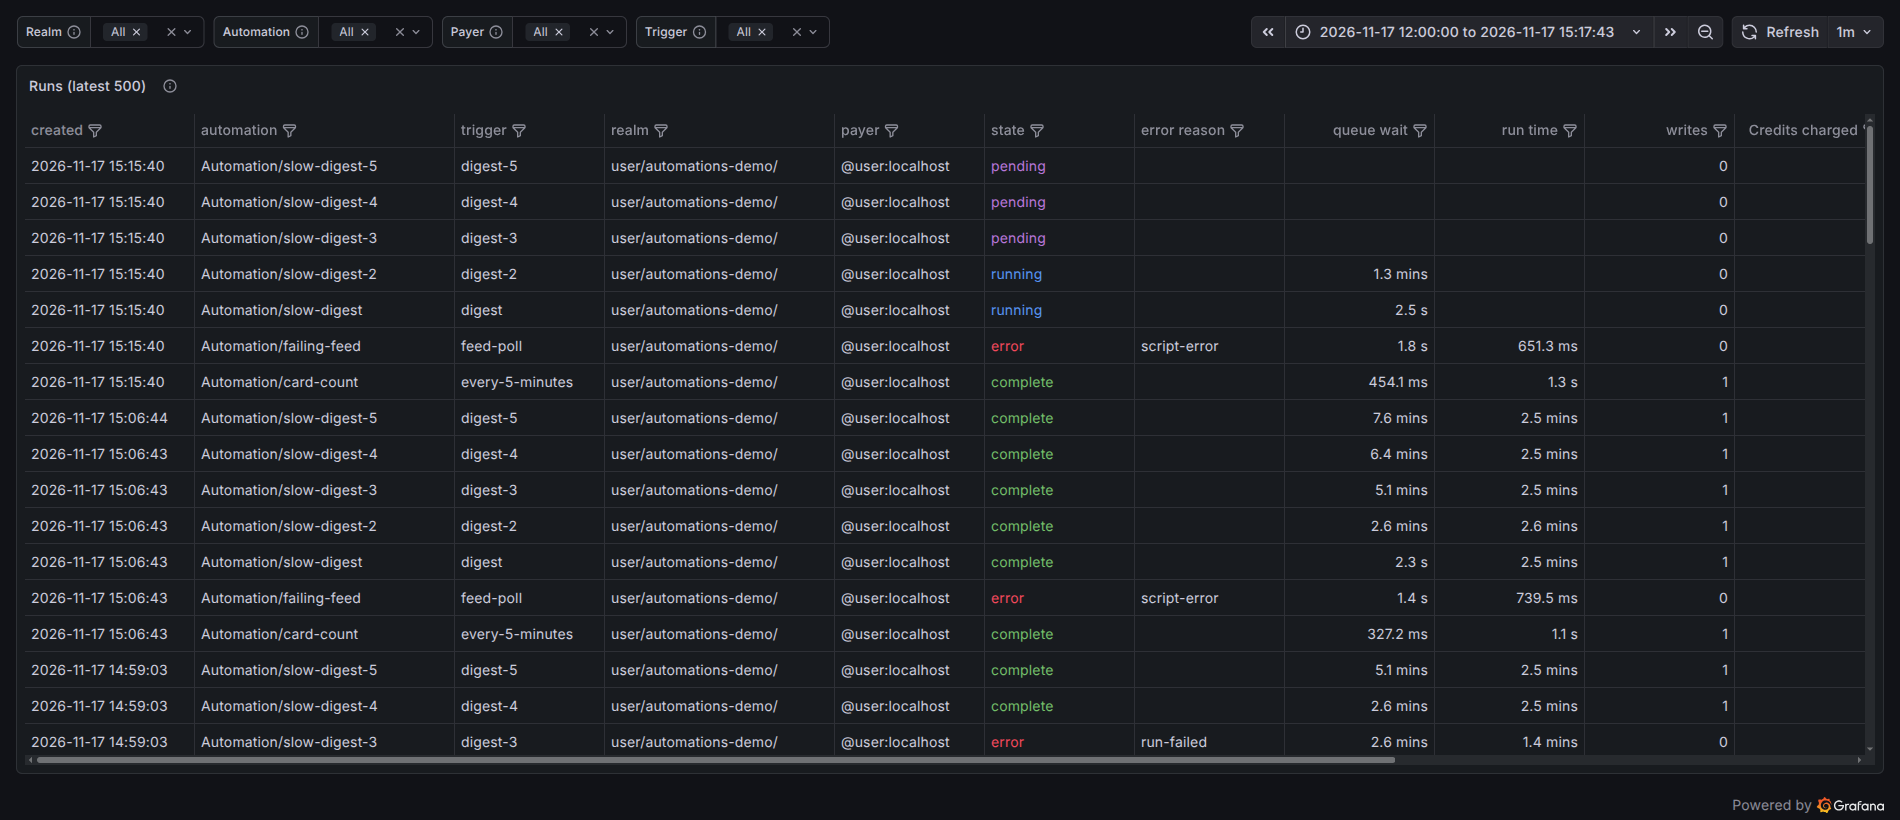 Realm All Automation All Payer All Trigger All 2026-11-17 12:00:00 to 2026-11-17 15:17:43 Refresh 1m
Runs (latest 500)
created automation trigger realm payer state error reason queue wait run time writes Credits charged
2026-11-17 15:15:40 Automation/slow-digest-5 digest-5 user/automations-demo/ @user:localhost pending 0
2026-11-17 15:15:40 Automation/slow-digest-4 digest-4 user/automations-demo/ @user:localhost pending 0
2026-11-17 15:15:40 Automation/slow-digest-3 digest-3 user/automations-demo/ @user:localhost pending 0
2026-11-17 15:15:40 Automation/slow-digest-2 digest-2 user/automations-demo/ @user:localhost running 1.3 mins 0
2026-11-17 15:15:40 Automation/slow-digest digest user/automations-demo/ @user:localhost running 2.5 s 0
2026-11-17 15:15:40 Automation/failing-feed feed-poll user/automations-demo/ @user:localhost error script-error 1.8 s 651.3 ms 0
2026-11-17 15:15:40 Automation/card-count every-5-minutes user/automations-demo/ @user:localhost complete 454.1 ms 1.3 s 1
2026-11-17 15:06:44 Automation/slow-digest-5 digest-5 user/automations-demo/ @user:localhost complete 7.6 mins 2.5 mins 1
2026-11-17 15:06:43 Automation/slow-digest-4 digest-4 user/automations-demo/ @user:localhost complete 6.4 mins 2.5 mins 1
2026-11-17 15:06:43 Automation/slow-digest-3 digest-3 user/automations-demo/ @user:localhost complete 5.1 mins 2.5 mins 1
2026-11-17 15:06:43 Automation/slow-digest-2 digest-2 user/automations-demo/ @user:localhost complete 2.6 mins 2.6 mins 1
2026-11-17 15:06:43 Automation/slow-digest digest user/automations-demo/ @user:localhost complete 2.3 s 2.5 mins 1
2026-11-17 15:06:43 Automation/failing-feed feed-poll user/automations-demo/ @user:localhost error script-error 1.4 s 739.5 ms 0
2026-11-17 15:06:43 Automation/card-count every-5-minutes user/automations-demo/ @user:localhost complete 327.2 ms 1.1 s 1
2026-11-17 14:59:03 Automation/slow-digest-5 digest-5 user/automations-demo/ @user:localhost complete 5.1 mins 2.5 mins 1
2026-11-17 14:59:03 Automation/slow-digest-4 digest-4 user/automations-demo/ @user:localhost complete 2.6 mins 2.5 mins 1
2026-11-17 14:59:03 Automation/slow-digest-3 digest-3 user/automations-demo/ @user:localhost error run-failed 2.6 mins 1.4 mins 0
Powered by Grafana